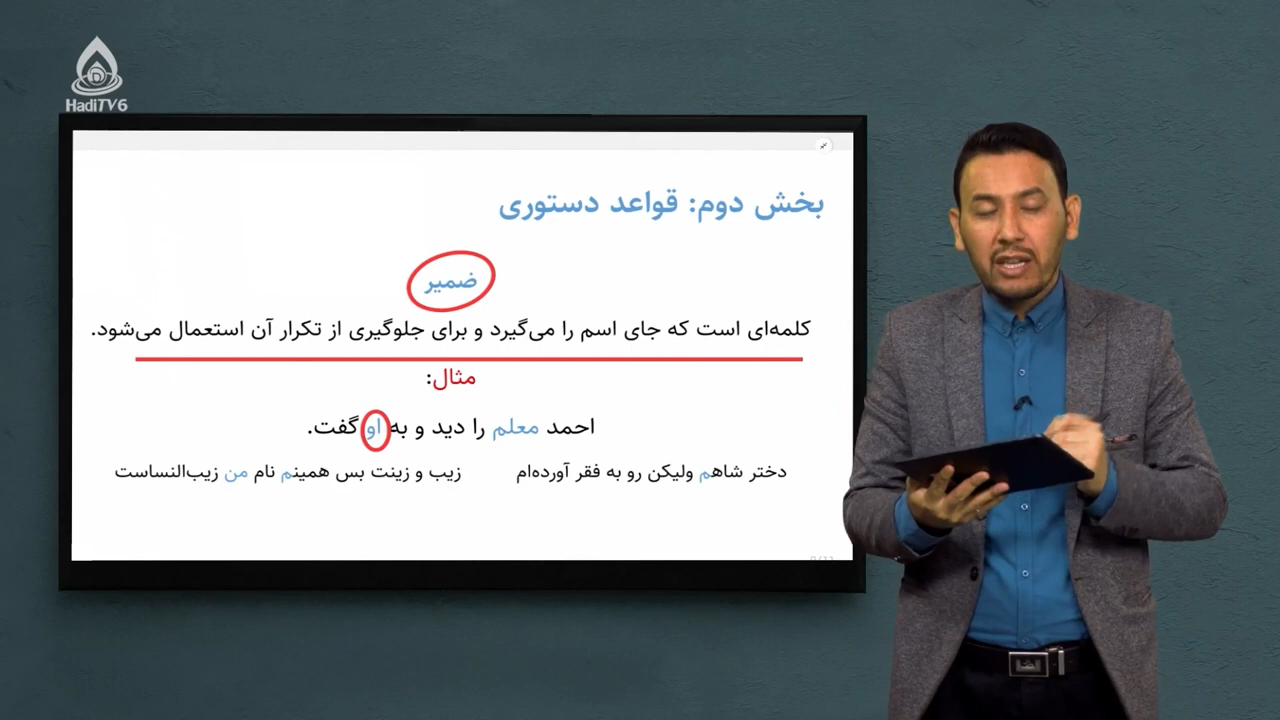 HadiTV6
بخش دوم: قواعد دستوری
ضمیر
کلمه‌ای است که جای اسم را می‌گیرد و برای جلوگیری از تکرار آن استعمال می‌شود.
مثال:
احمد معلم را دید و به او گفت.
دختر شاهم ولیکن رو به فقر آورده‌ام زیب و زینت بس همینم نام من زیب‌النساست